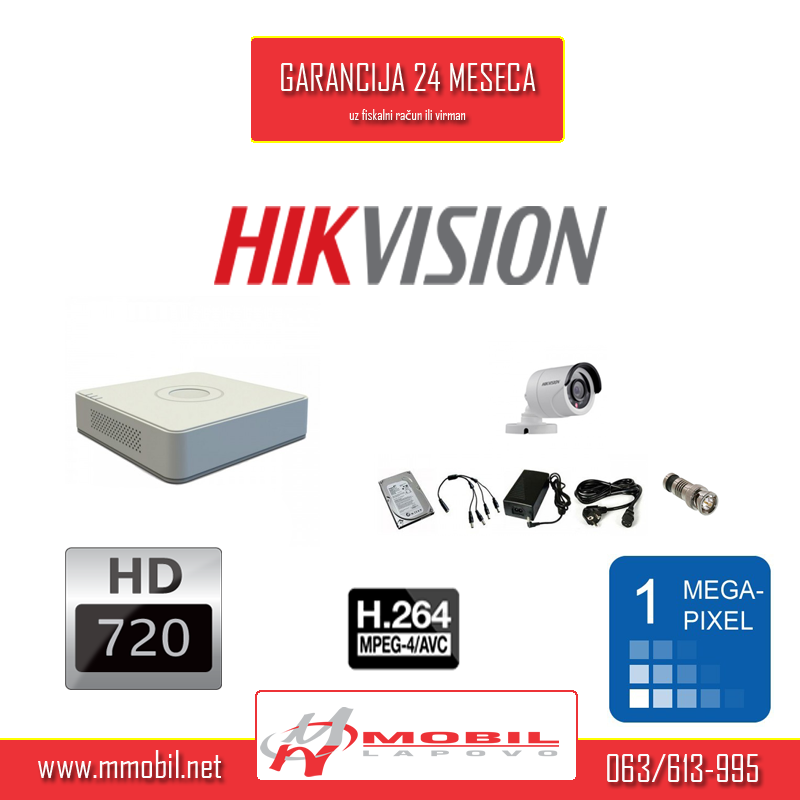 GARANCIJA 24 MESECA
uz fiskalni račun ili virman
HIKVISION
HIKVISION
HD
720
H.264
MPEG-4/AVC
1 MEGA-
PIXEL
MOBIL
LAPOVO
www.mmobil.net
063/613-995